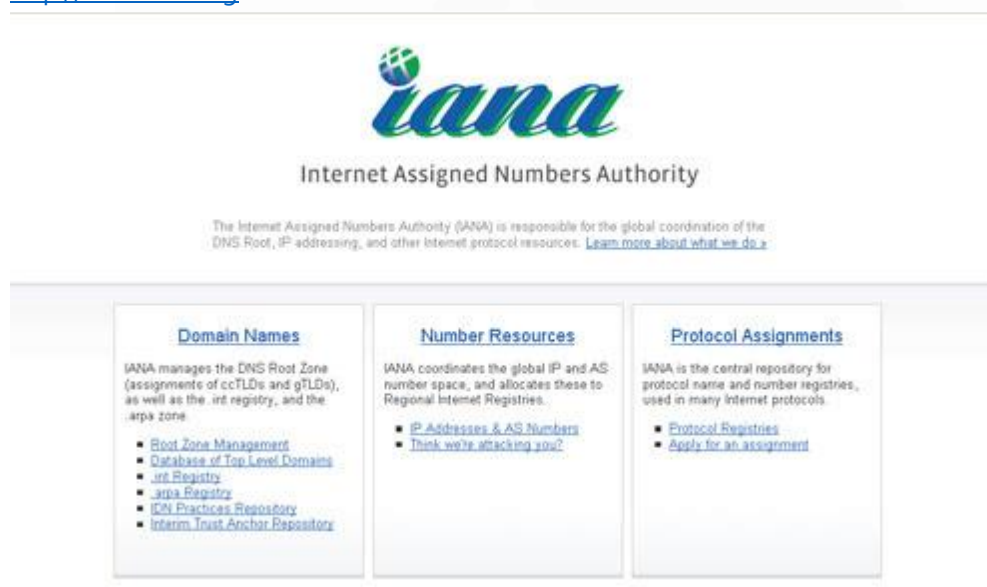 iana
Internet Assigned Numbers Authority
The Internet Assigned Numbers Authority (IANA) is responsible for the global coordination of the
DNS Root, IP addressing, and other Internet protocol resources. Learn more about what we do »
Domain Names
IANA manages the DNS Root Zone
(assignments of ccTLDs and gTLDs),
as well as the .int registry, and the
.arpa zone.
Root Zone Management
Database of Top Level Domains
.int Registry
.arpa Registry
IDN Practices Repository
Interim Trust Anchor Repository
Number Resources
IANA coordinates the global IP and AS
number space, and allocates these to
Regional Internet Registries.
IP Addresses & AS Numbers
Think we're attacking you?
Protocol Assignments
IANA is the central repository for
protocol name and number registries,
used in many Internet protocols.
Protocol Registries
Apply for an assignment